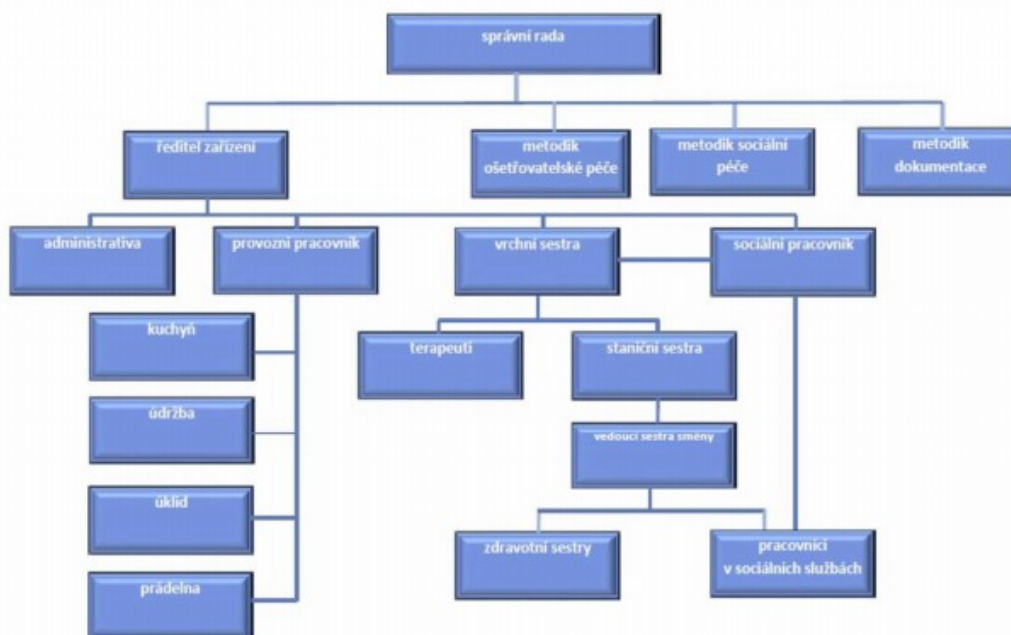 správní rada
ředitel zařízení
metodik
ošetřovatelské péče
metodik sociální
péče
metodik
dokumentace
administrativa
provozní pracovník
vrchní sestra
sociální pracovník
kuchyň
terapeuti
staniční sestra
údržba
vedoucí sestra směny
úklid
zdravotní sestry
pracovníci
v sociálních službách
prádelna